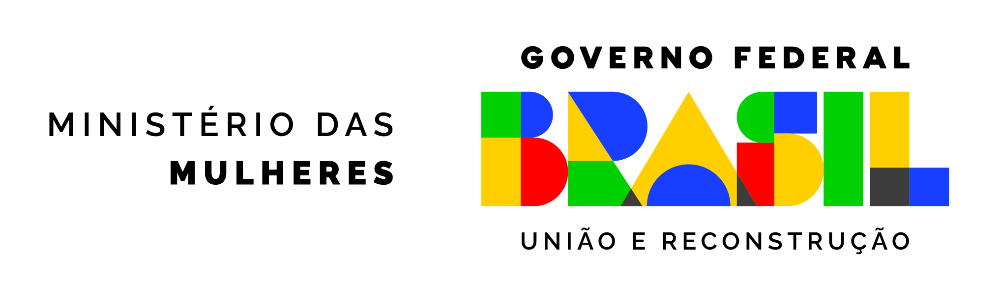 MINISTÉRIO DAS
MULHERES
GOVERNO FEDERAL
BRASIL
UNIÃO E RECONSTRUÇÃO